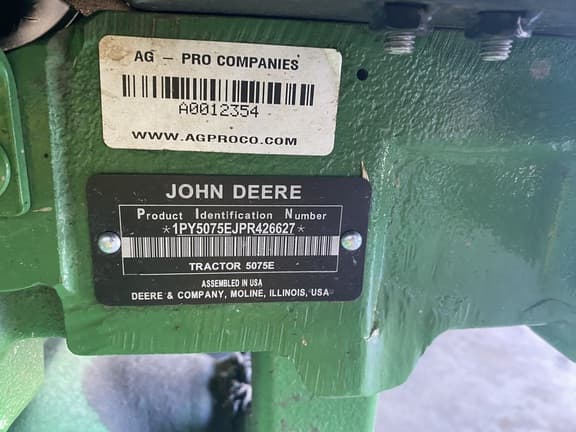 AG - PRO COMPANIES
A0012354
WWW.AGPROCO.COM
JOHN DEERE
Product Identification Number
*1PY5075EJPR426627*
TRACTOR 5075E
ASSEMBLED IN USA
DEERE & COMPANY, MOLINE, ILLINOIS, USA